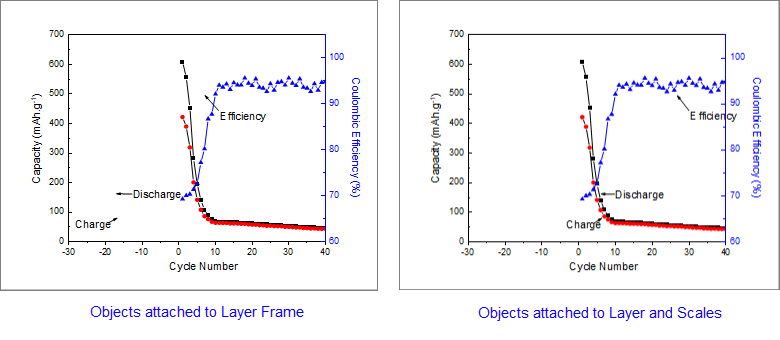 700
600
500
400
300
200
100
0
Capacity (mAh.g-1)
100
90
80
70
60
Coulombic Efficiency (%)
Efficiency
Discharge
Charge
-30 -20 -10 0 10 20 30 40
Cycle Number
Objects attached to Layer Frame
700
600
500
400
300
200
100
0
Capacity (mAh.g-1)
100
90
80
70
60
Coulombic Efficiency (%)
Efficiency
Discharge
Charge
-30 -20 -10 0 10 20 30 40
Cycle Number
Objects attached to Layer and Scales